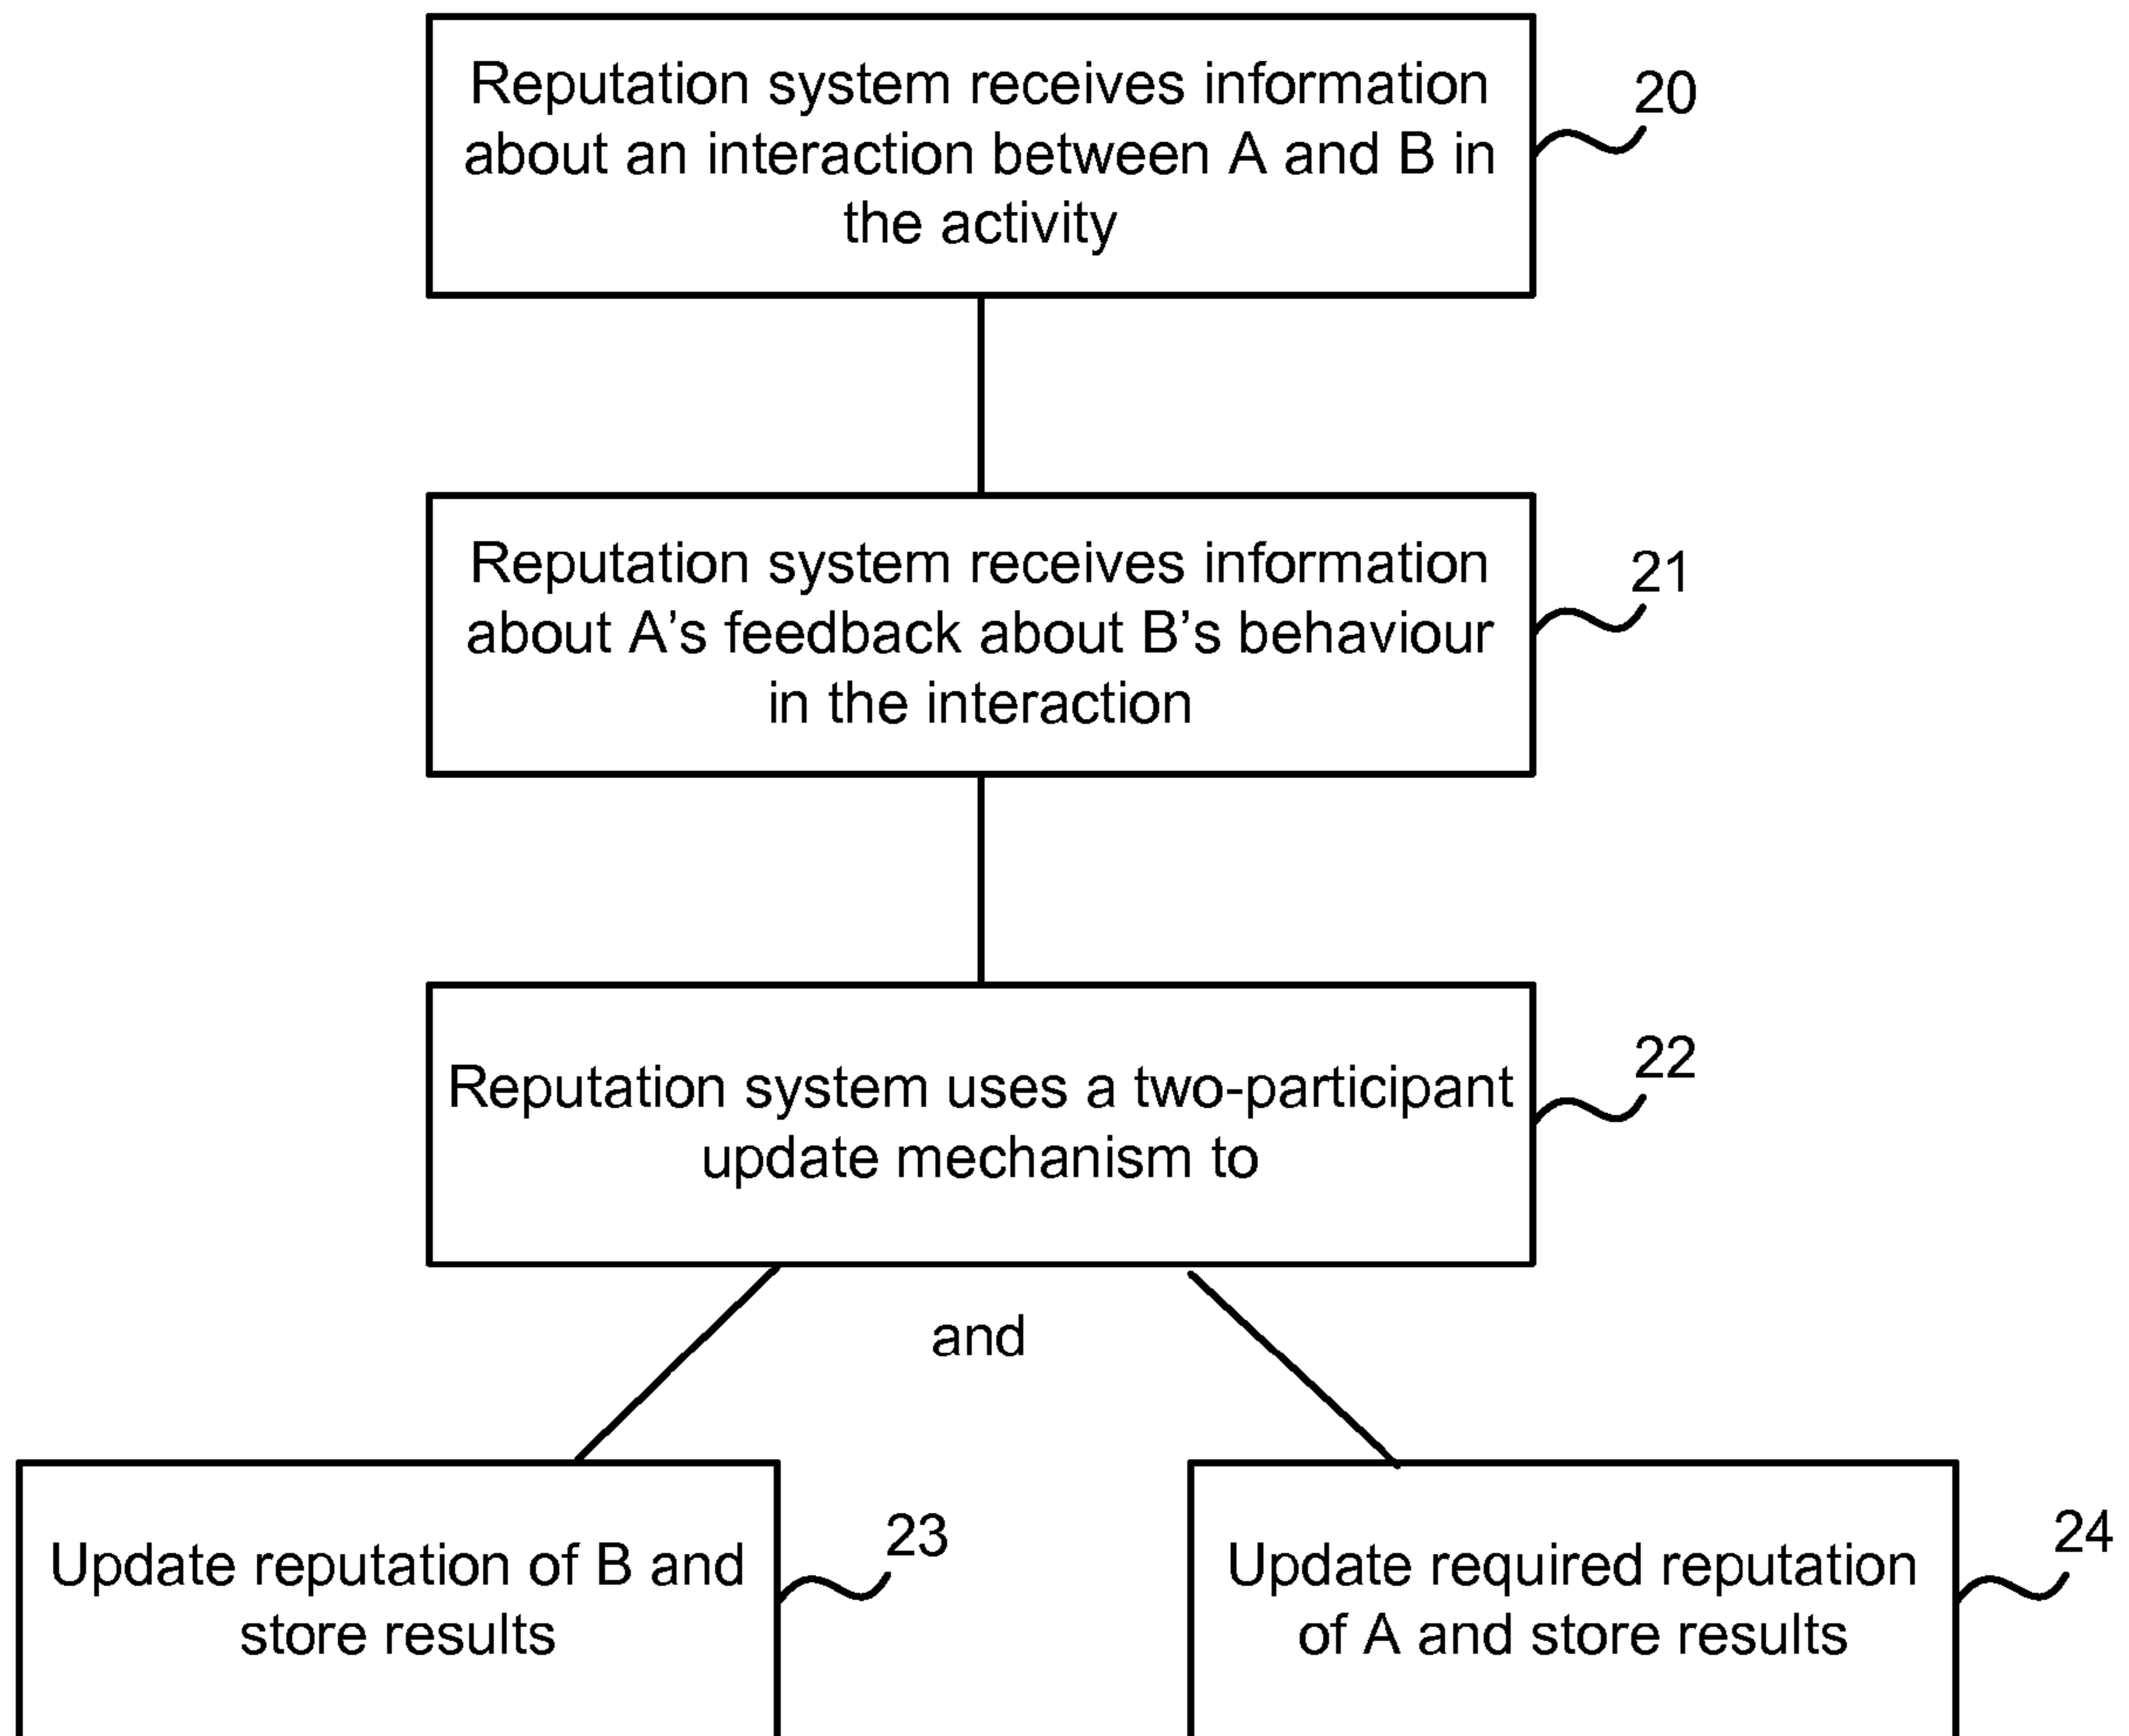 Reputation system receives information
about an interaction between A and B in
the activity
20
Reputation system receives information
about A’s feedback about B’s behaviour
in the interaction
21
Reputation system uses a two-participant
update mechanism to
22
and
Update reputation of B and
store results
23
Update required reputation
of A and store results
24